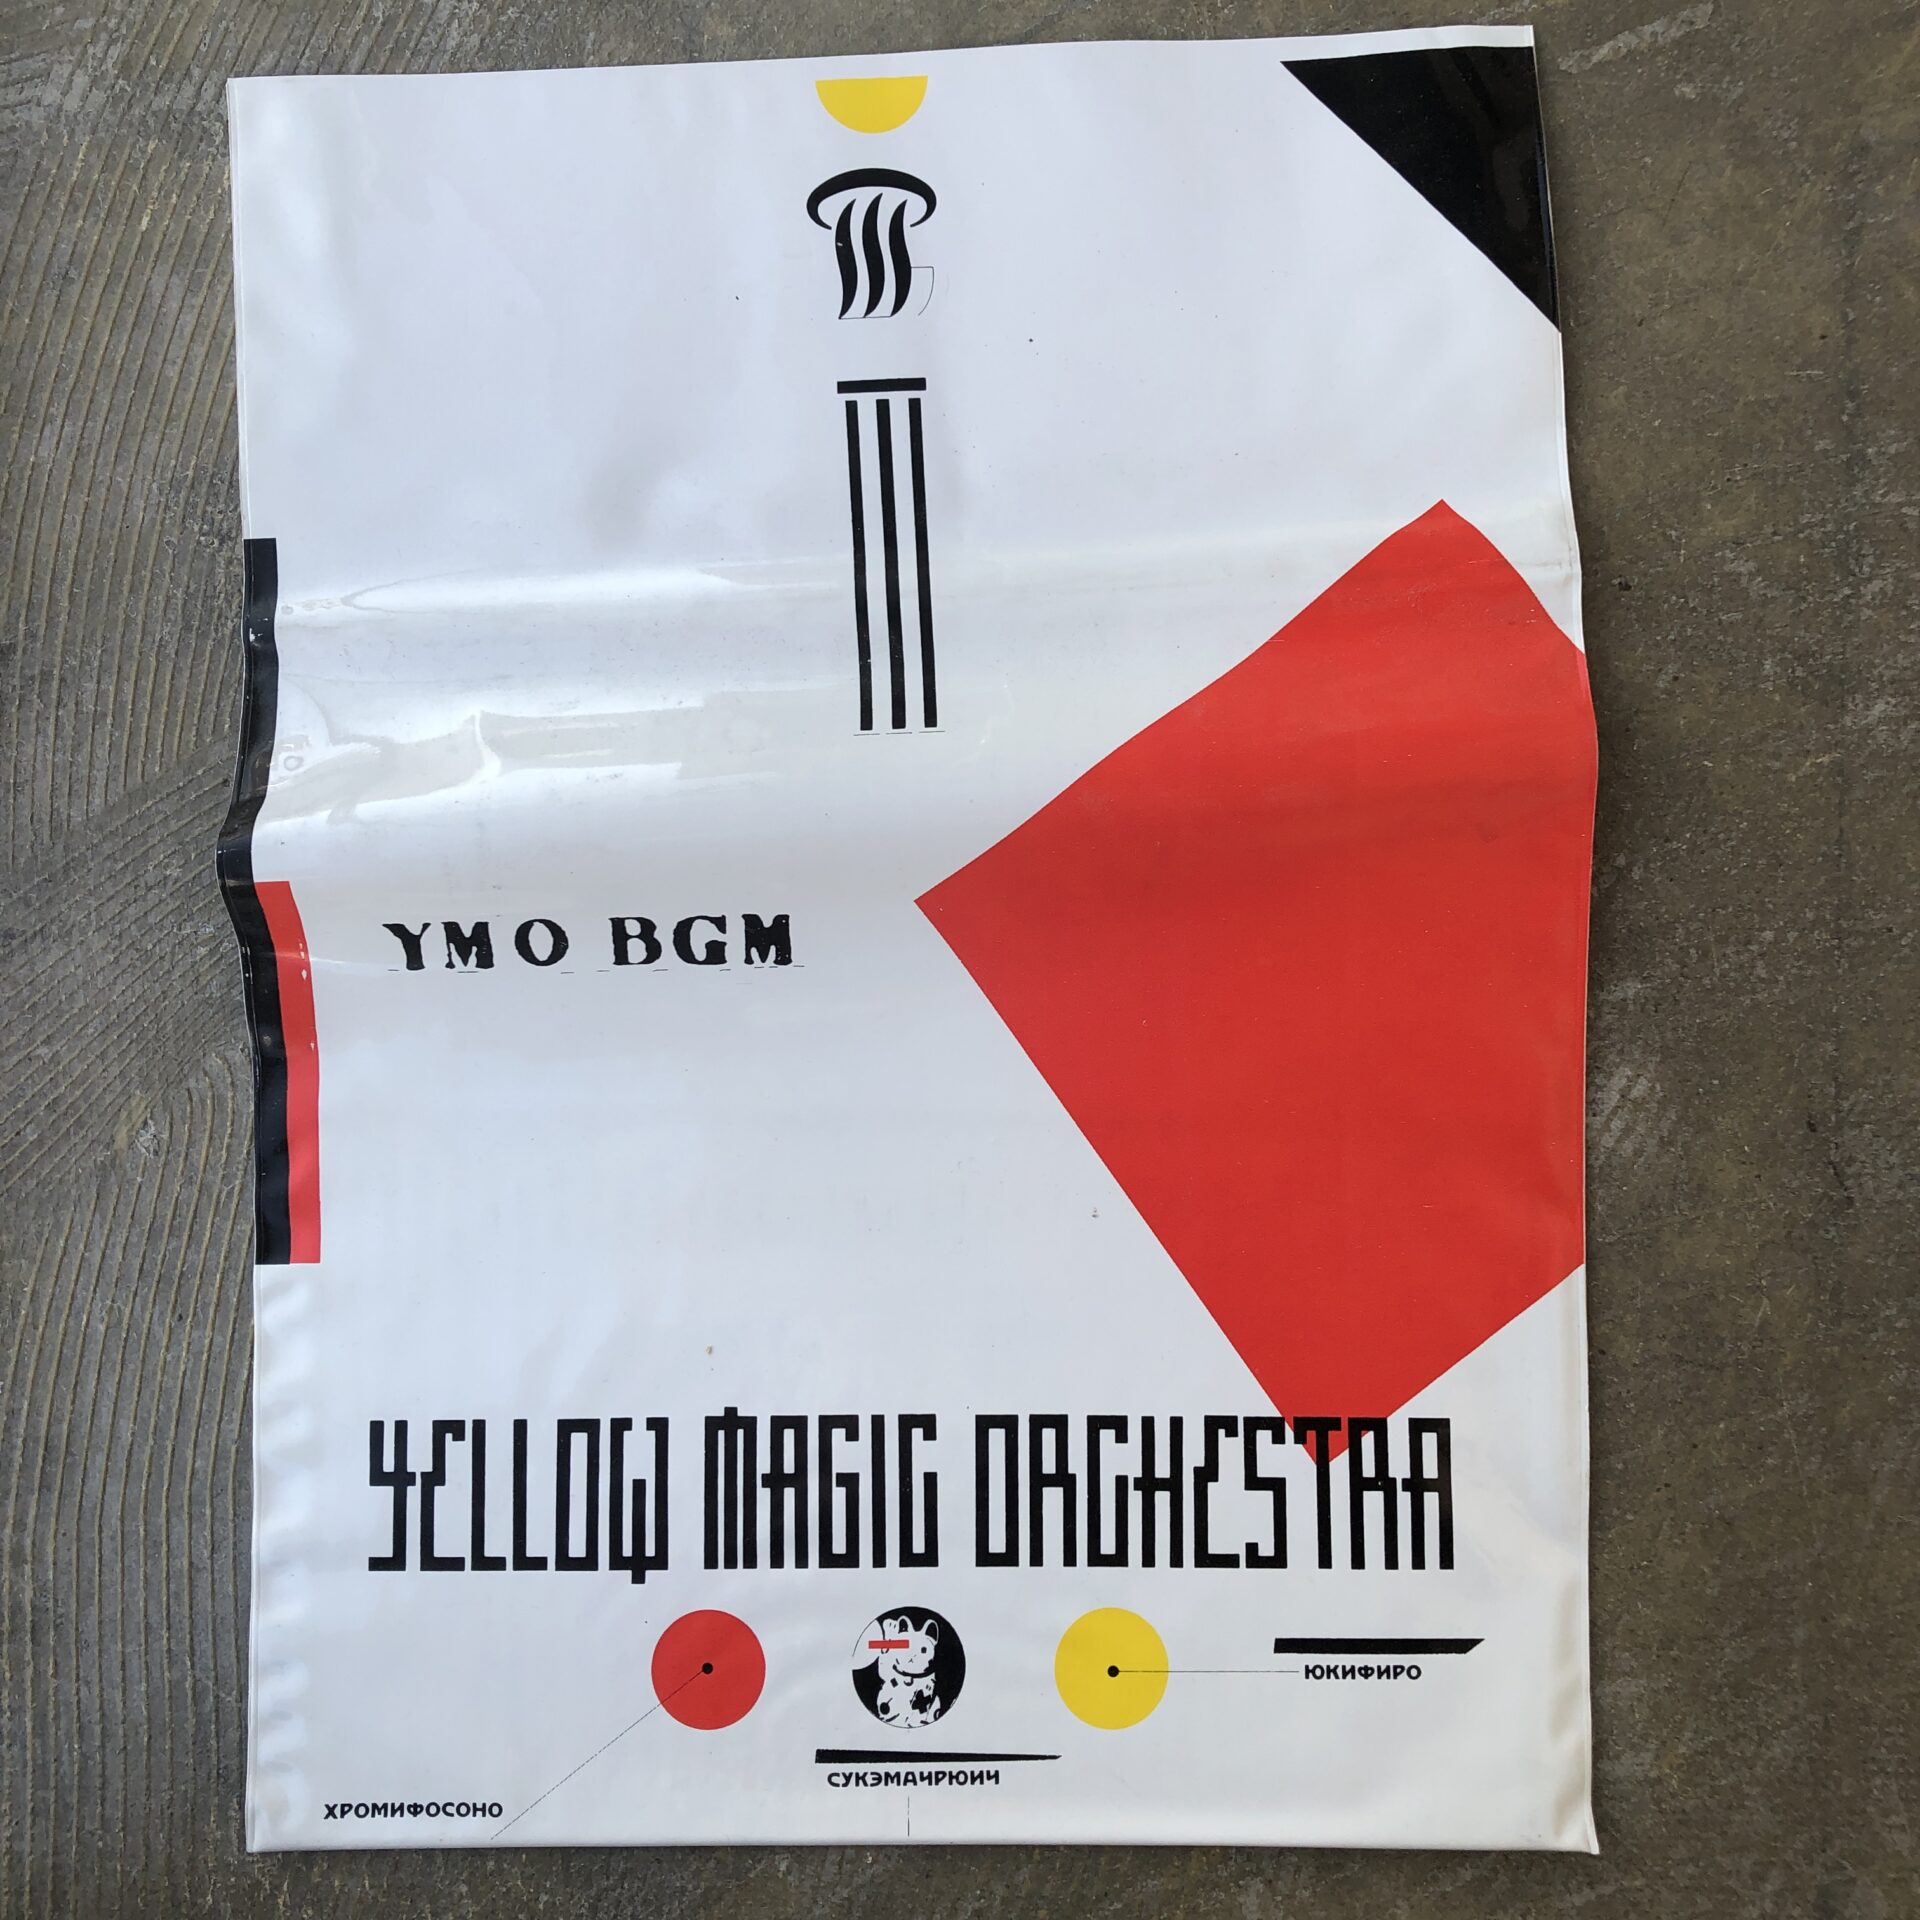 YMO BGM
YELLOW MAGIC ORCHESTRA
ЮКИФИРО
СУКЭМАЧРЮИЧ
ХРОМИФОСОНО